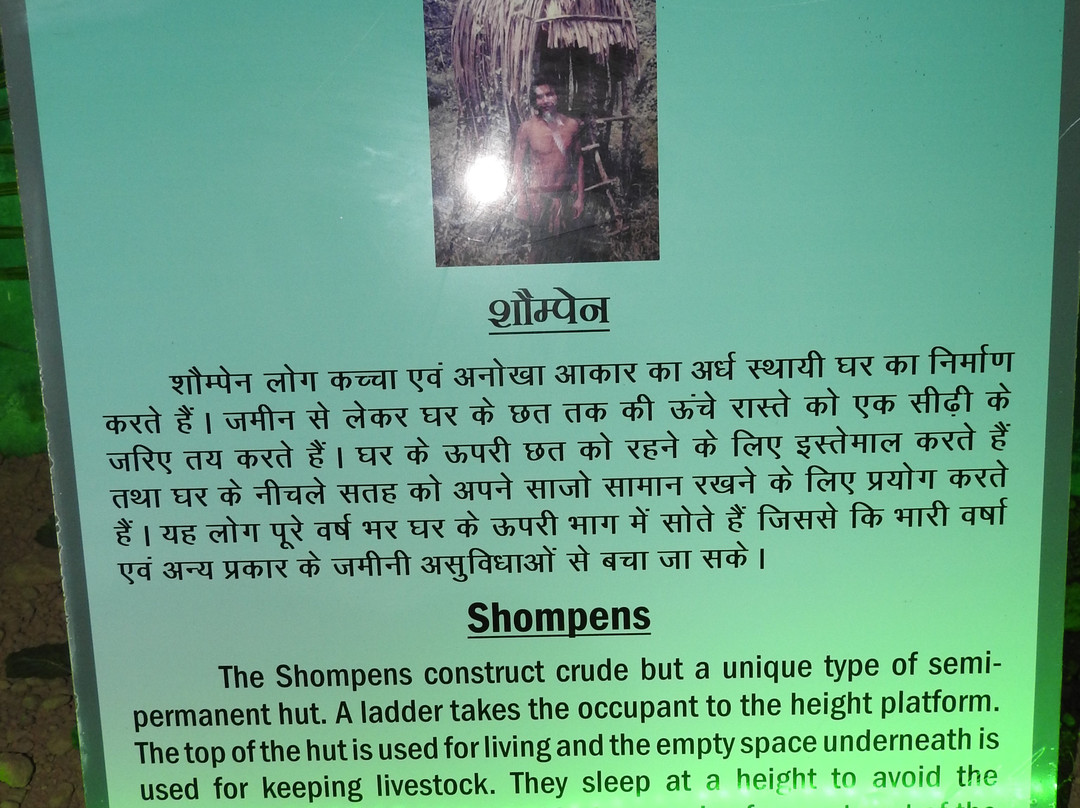 शौम्पेन
शौम्पेन लोग कच्चा एवं अनोखा आकार का अर्ध स्थायी घर का निर्माण
करते हैं। जमीन से लेकर घर के छत तक की ऊंचे रास्ते को एक सीढ़ी के
जरिए तय करते हैं। घर के ऊपरी छत को रहने के लिए इस्तेमाल करते हैं
तथा घर के नीचले सतह को अपने साजो सामान रखने के लिए प्रयोग करते
हैं। यह लोग पूरे वर्ष भर घर के ऊपरी भाग में सोते हैं जिससे कि भारी वर्षा
एवं अन्य प्रकार के जमीनी असुविधाओं से बचा जा सके।
Shompens
The Shompens construct crude but a unique type of semi-
permanent hut. A ladder takes the occupant to the height platform.
The top of the hut is used for living and the empty space underneath is
used for keeping livestock. They sleep at a height to avoid the